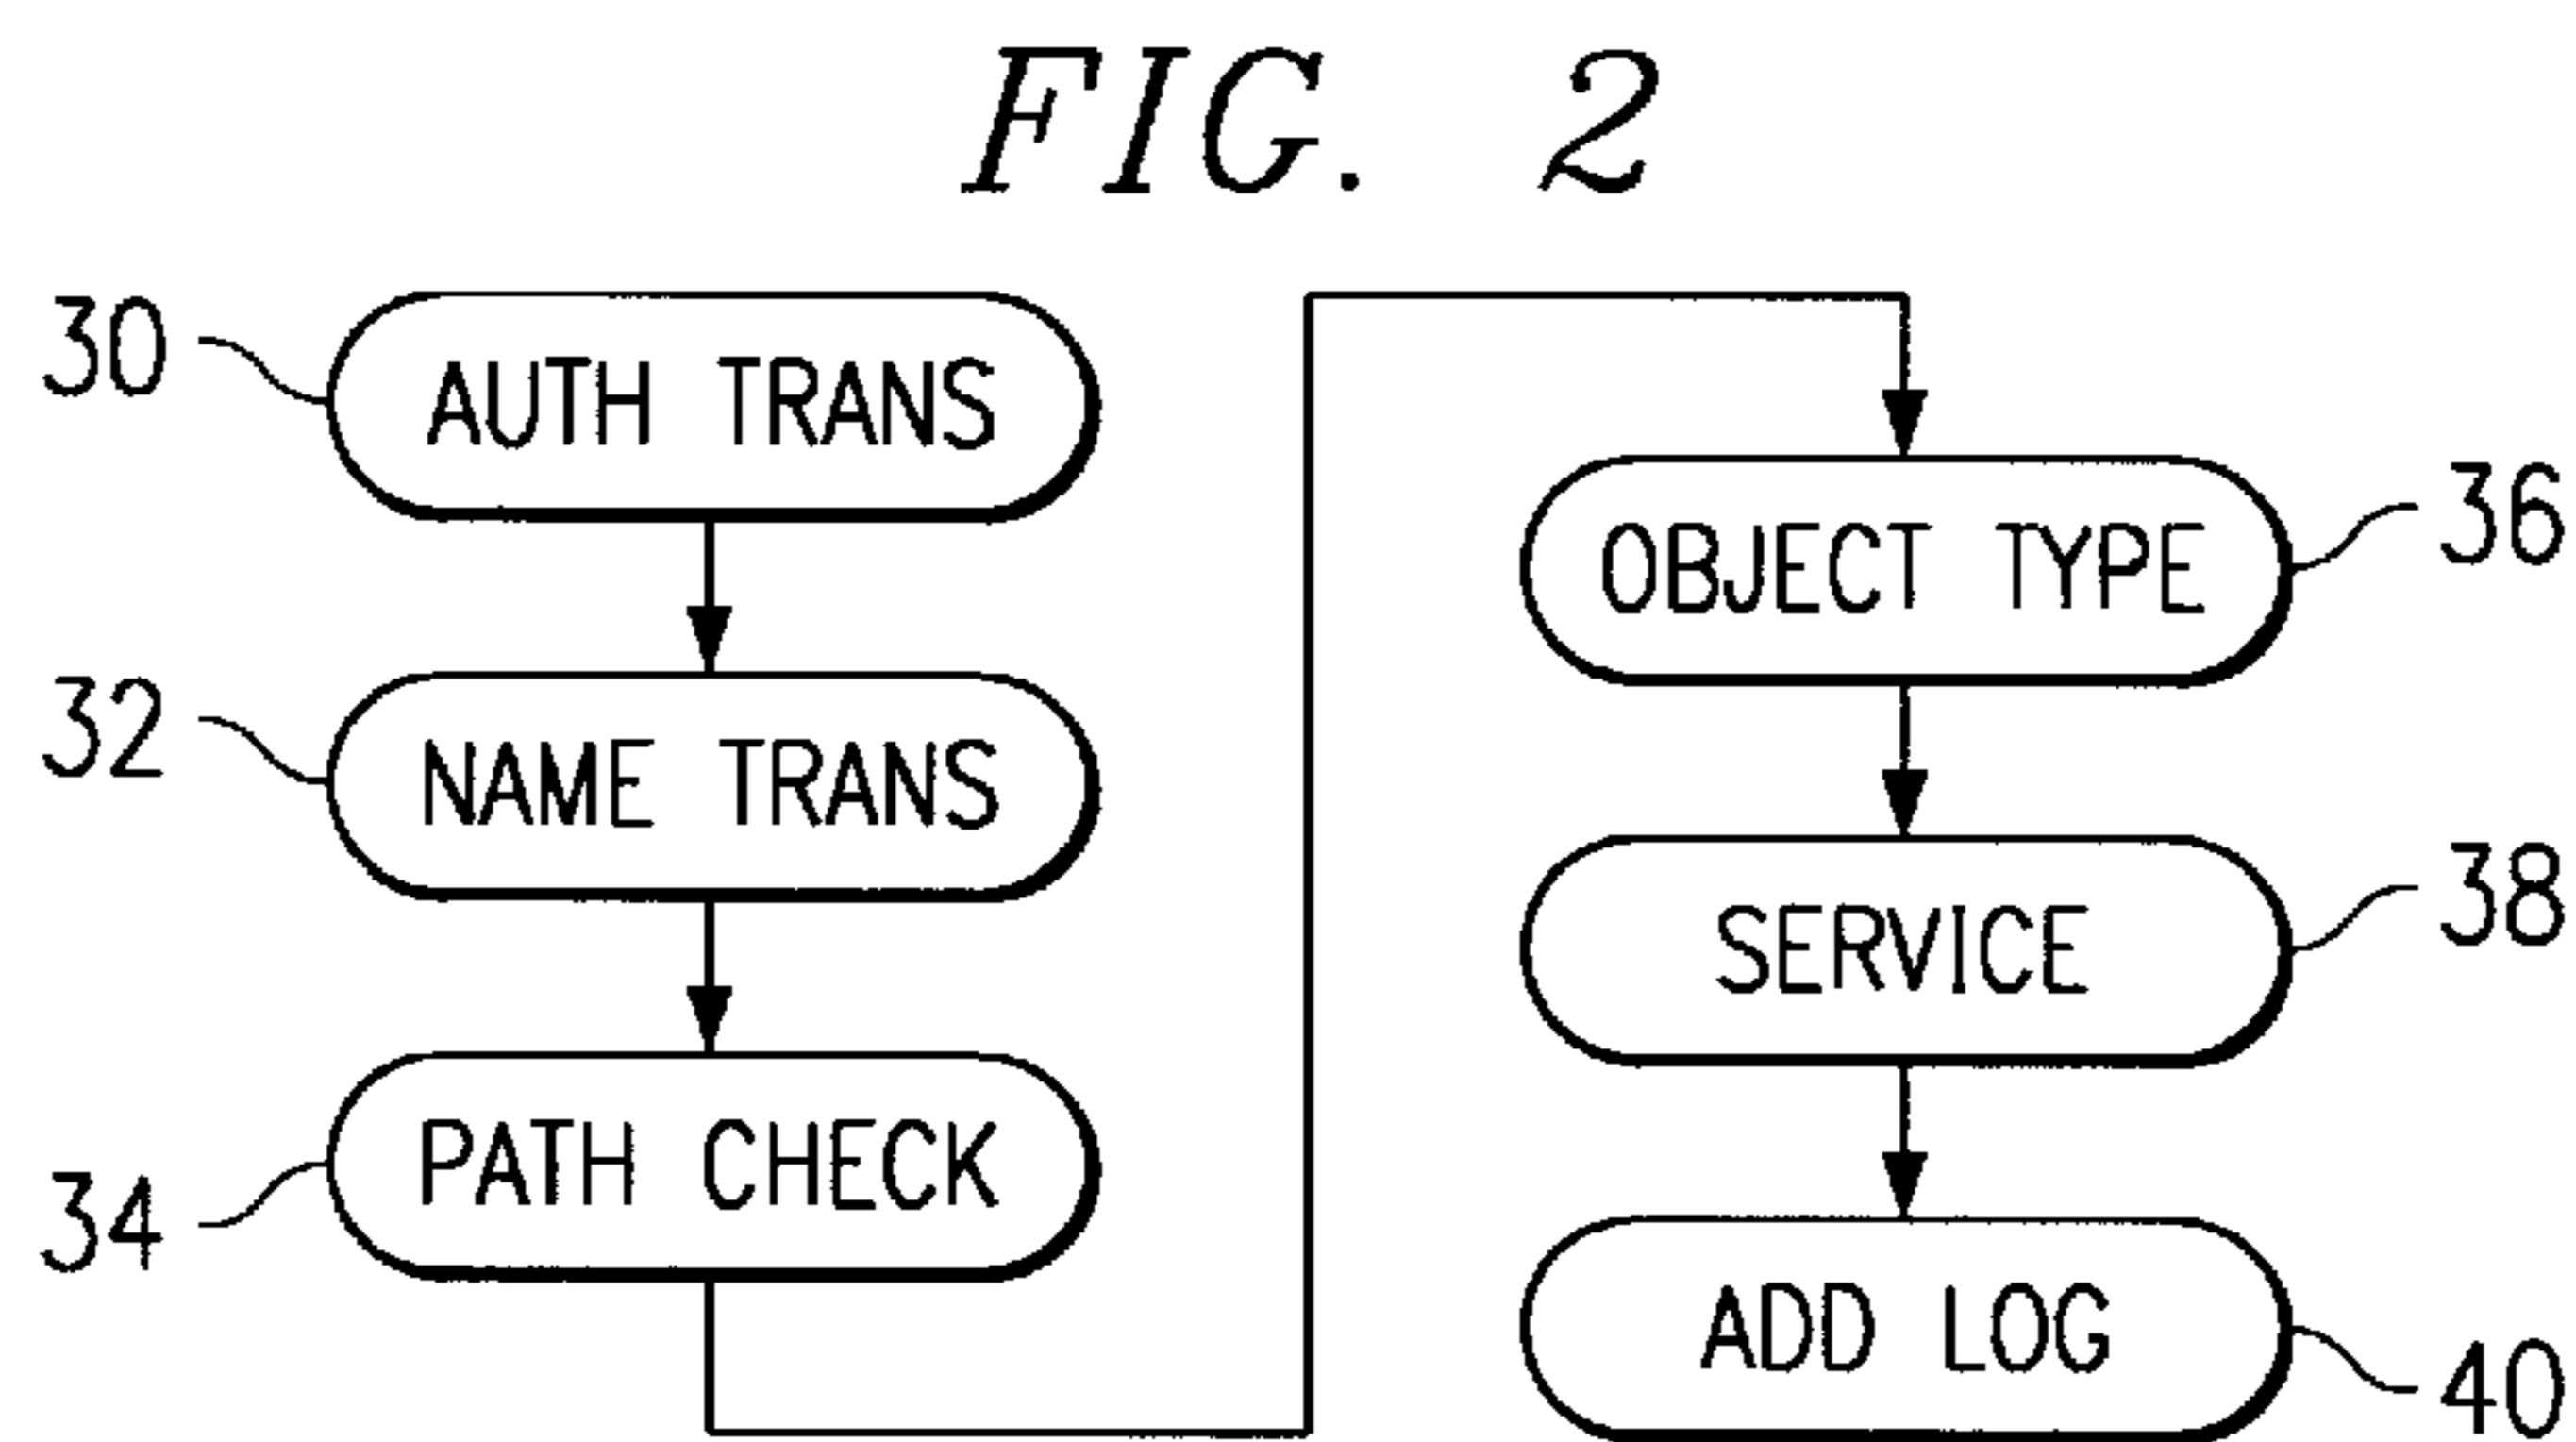 FIG. 2
30
AUTH TRANS
32
NAME TRANS
34
PATH CHECK
OBJECT TYPE
36
SERVICE
38
ADD LOG
40